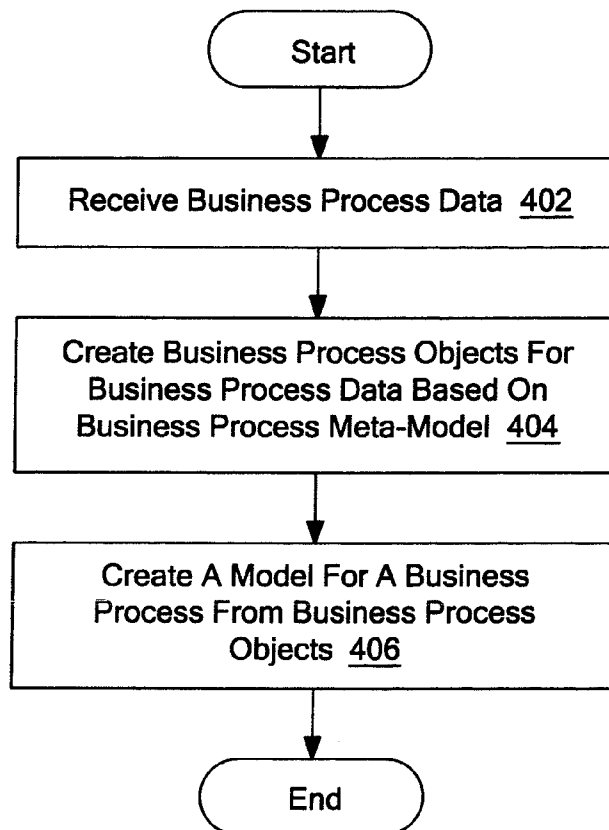 Start
Receive Business Process Data 402
Create Business Process Objects For
Business Process Data Based On
Business Process Meta-Model 404
Create A Model For A Business
Process From Business Process
Objects 406
End